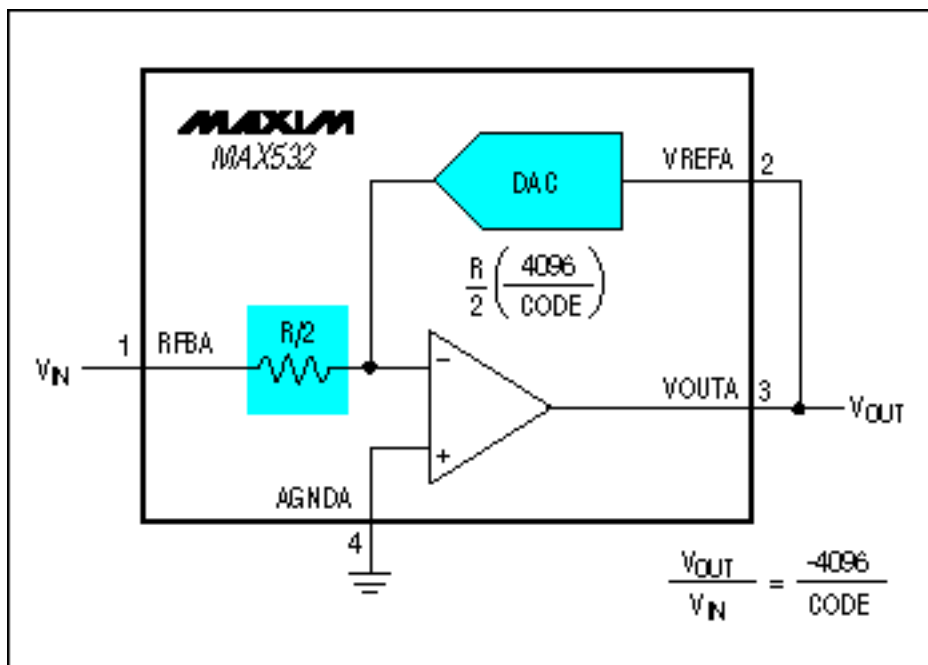 MAXIM
MAX532
DAC
VREFA
2
R/2 (4096/CODE)
R/2
1
RFBA
VIN
−
+
VOUTA
3
VOUT
AGNDA
4
VOUT/VIN = -4096/CODE